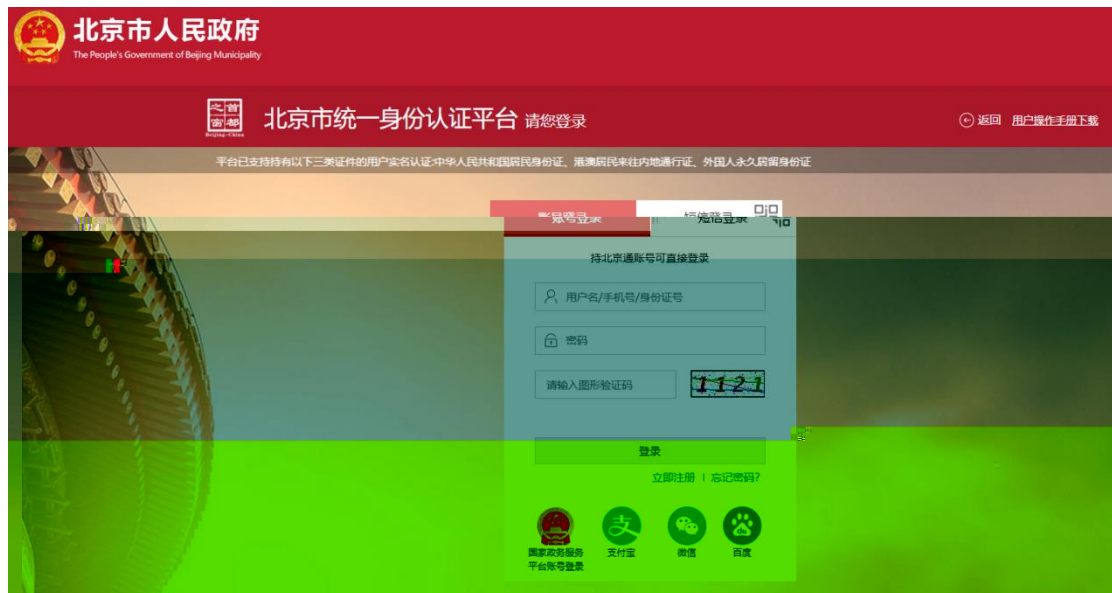 北京市人民政府
The People's Government of Beijing Municipality
首都之窗
Beijing-China
北京市统一身份认证平台 请您登录
返回 用户操作手册下载
平台已支持持有以下三类证件的用户实名认证:中华人民共和国居民身份证、港澳居民来往内地通行证、外国人永久居留身份证
账号登录 短信登录
持北京通账号可直接登录
用户名/手机号/身份证号
密码
请输入图形验证码 1121
登录
立即注册 | 忘记密码?
国家政务服务 支付宝 微信 百度
平台账号登录